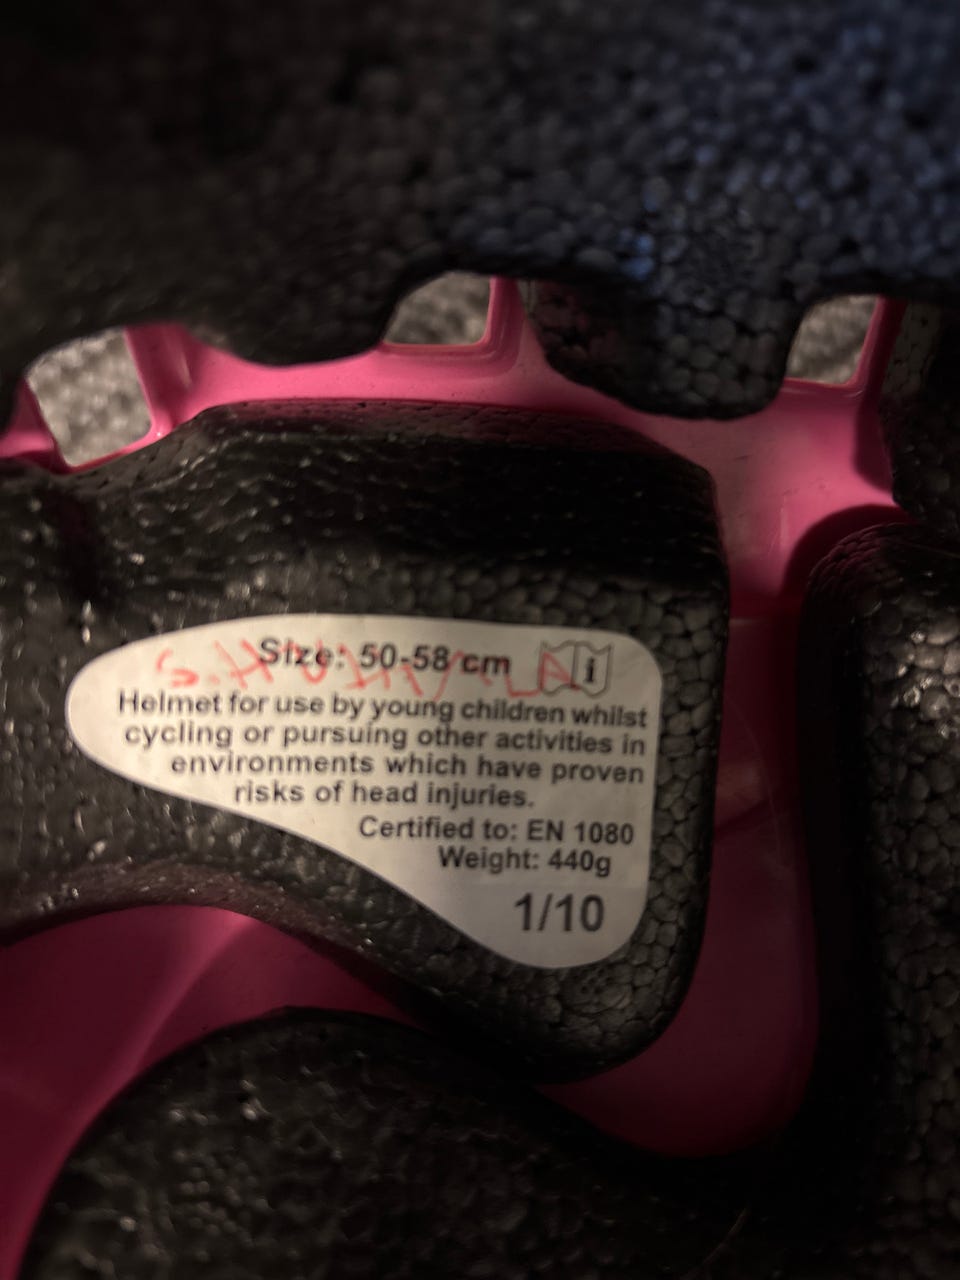 Size: 50-58 cm
Helmet for use by young children whilst
cycling or pursuing other activities in
environments which have proven
risks of head injuries.
Certified to: EN 1080
Weight: 440g
1/10